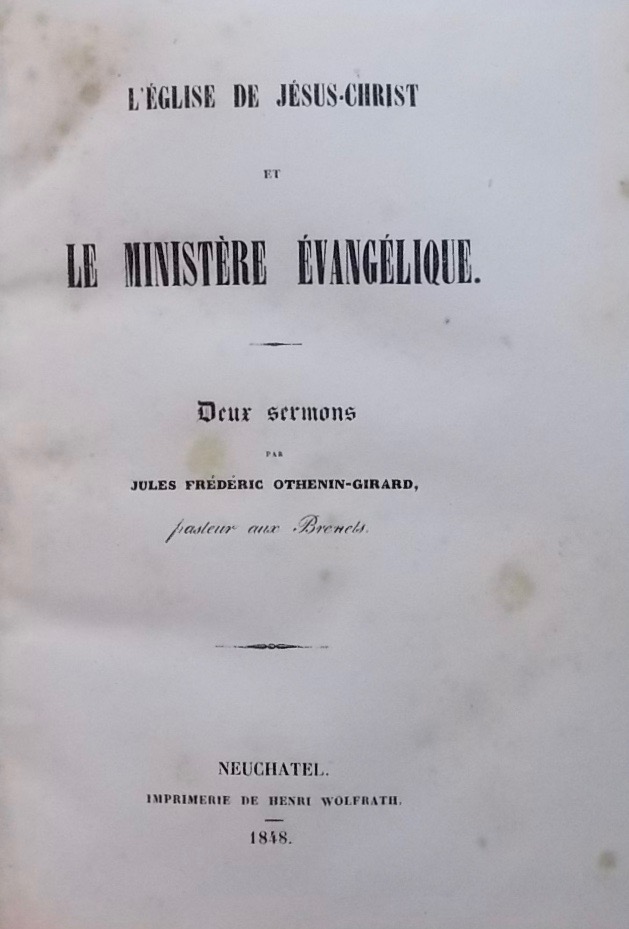 L'ÉGLISE DE JÉSUS-CHRIST
ET
LE MINISTÈRE ÉVANGÉLIQUE.
Deux sermons
PAR
JULES FRÉDÉRIC OTHENIN-GIRARD,
pasteur aux Brenets.
NEUCHATEL.
IMPRIMERIE DE HENRI WOLFRATH.
1848.